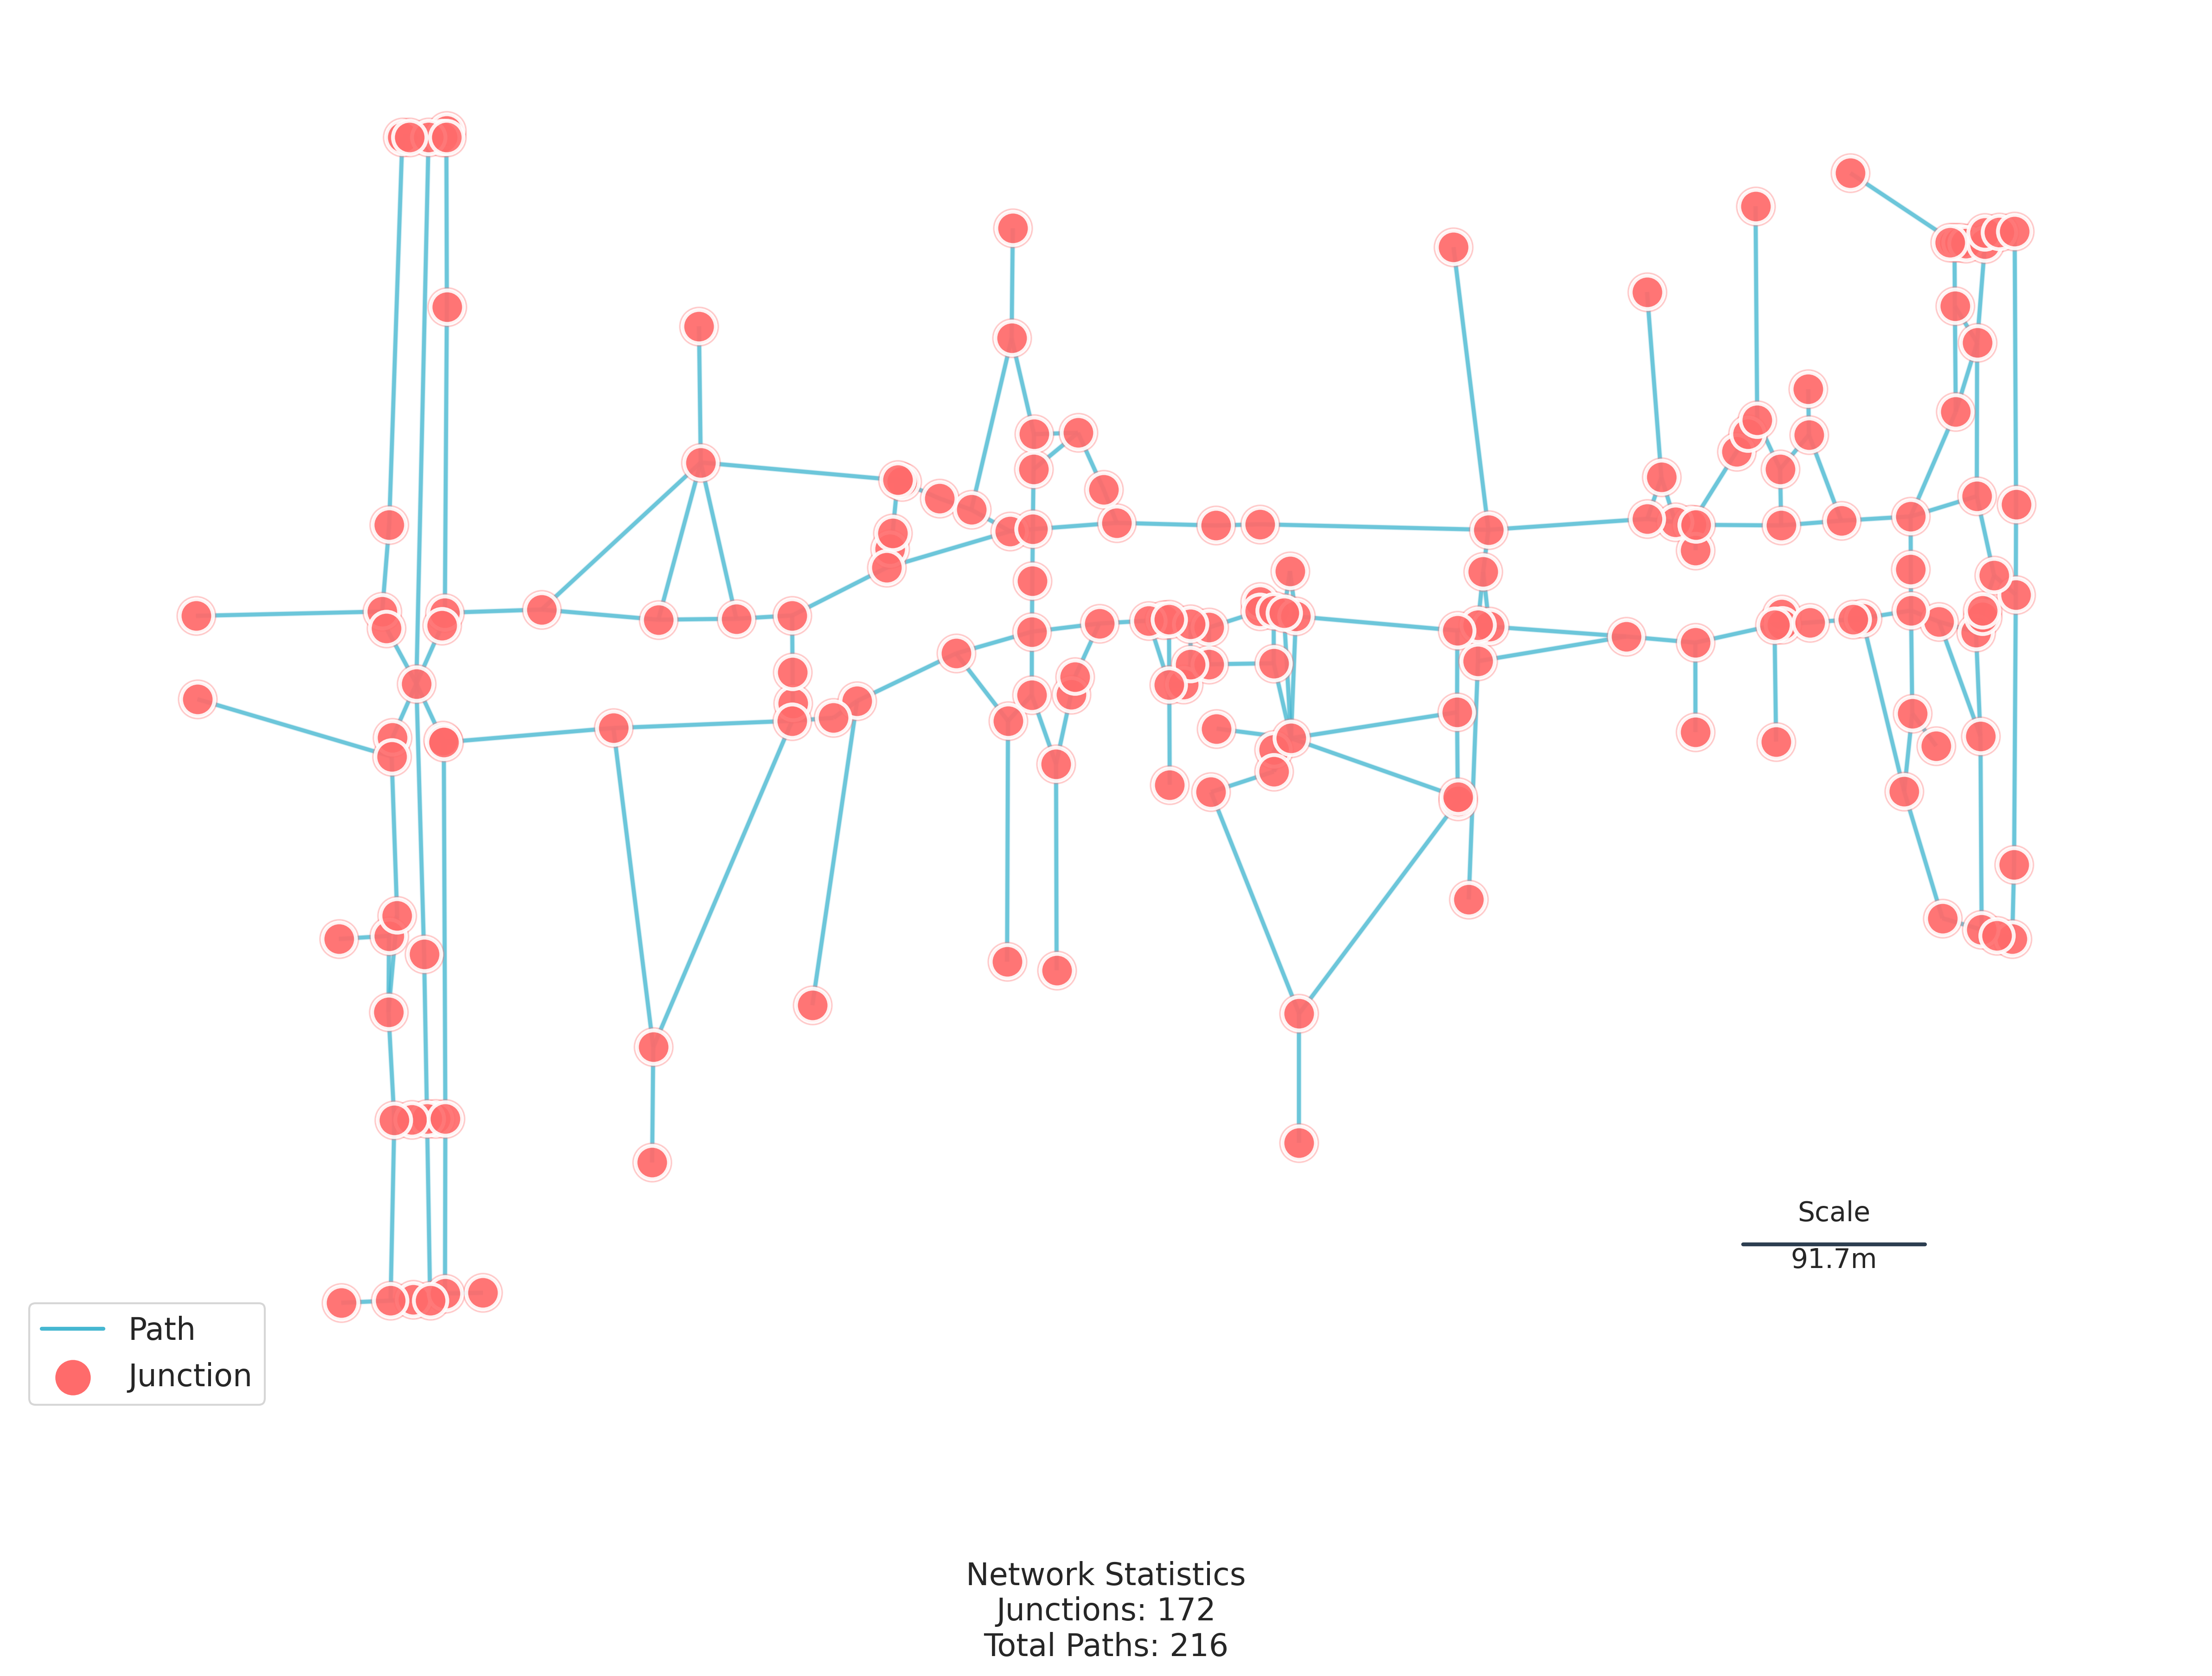 Scale
91.7m
Path
Junction
Network Statistics
Junctions: 172
Total Paths: 216